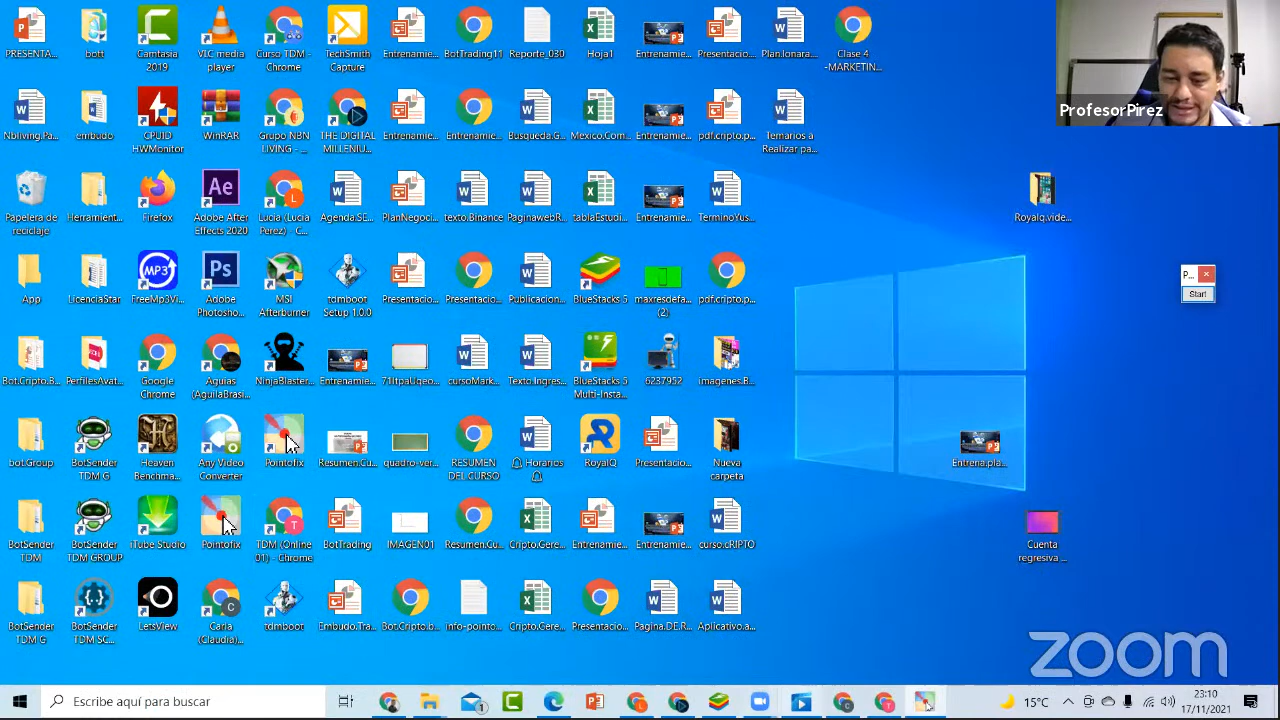 PRESENTA...
Camtasia
2019
VLC media
player
Curso_ -
Chrome
TechSmith
Capture
Entrenamie...
BotTrading11
Reporte_030
Hoja1
Entrenamie...
Presentacio...
Clase 4
-MARKETIN...
ProfesorPirez
embudo
CPUID
HWMonitor
WinRAR
Grupo NBN
LIVING - ...
THE DIGITAL
MILLENIU...
Entrenamie...
Entrenamie...
Mexico.Com...
Entrenamie...
pdf.cripto.p...
Temarios a
Realizar pa...
Papelera de
reciclaje
Herramient...
Firefox
Adobe After
Effects 2020
Lucia (Lucia
Perez) - C...
Agenda.SE...
PlanNegoci...
texto.Binance
PaginawebR...
tablaEstudi...
Entrenamie...
TerminoYus...
Royalq.vide...
App
LicenciaStar
FreeMp3Vi...
Adobe
Photosho...
MSI
Afterburner
tdmboot
Setup 1.0.0
Presentacio...
Presentacio...
Publicacion...
BlueStacks 5
maxresdefa...
(2)
pdf.cripto.p...
P...
Start
Bot.Cripto.B...
PerfilesAvat...
Google
Chrome
Aguias
(AguilaBrasi...
NinjaBlaster...
Entrenamie...
cursoMark...
Texto.Ingres...
BlueStacks 5
Multi-Insta...
6237952
imagenes.B...
bot.Group
BotSender
TDM G
Heaven
Benchma...
Any Video
Converter
Pointofix
Resumen.Cu...
quadro-ver...
RESUMEN
DEL CURSO
Horarios
RoyalQ
Presentacio...
Nueva
carpeta
Entrena.pla...
BotSender
TDM
BotSender
TDM GROUP
iTube Studio
Pointofix
TDM (Online
01) - Chrome
BotTrading
IMAGEN01
Resumen.Cu...
Cripto.Gere...
Entrenamie...
Entrenamie...
curso.cRIPTO
Cuenta
regresiva ...
BotSender
TDM G
BotSender
TDM SC...
LetsView
Carla
(Claudia)...
tdmboot
Embudo.Tra...
Bot.Cripto.b...
info-pointo...
Cripto.Gere...
Presentacio...
Pagina.DE.R...
Aplicativo.a...
zoom
Escribe aquí para buscar
15°C
23:10
17/11/2021